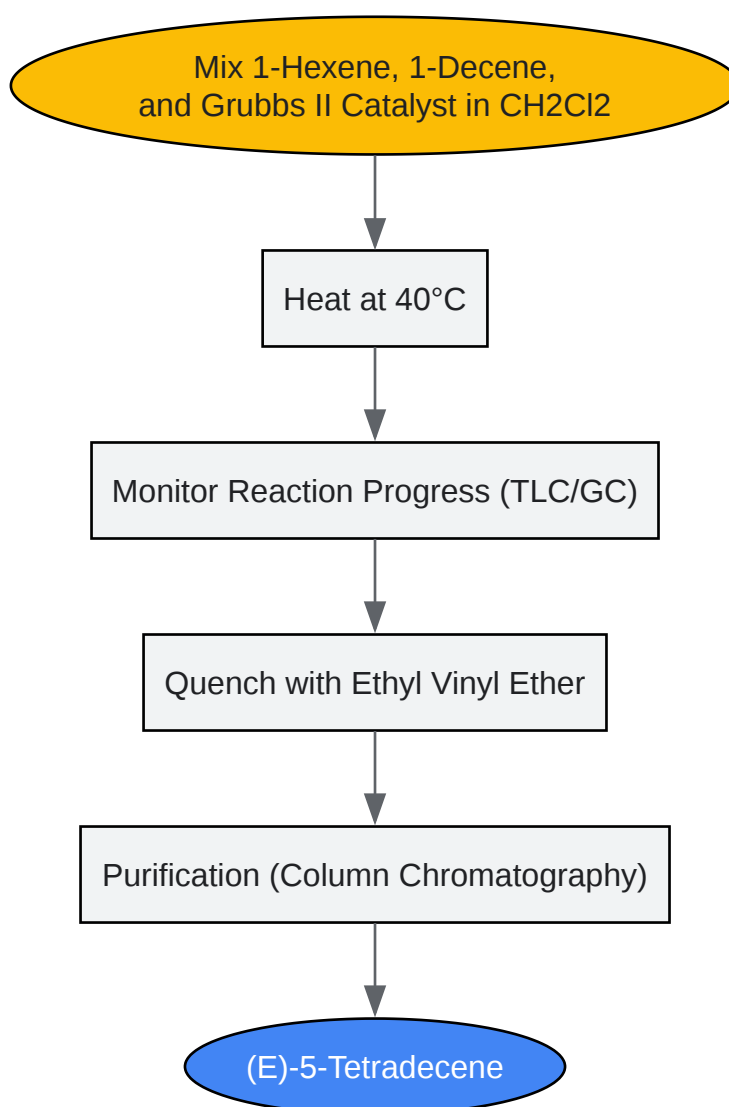 Mix 1-Hexene, 1-Decene,
and Grubbs II Catalyst in CH2Cl2
Heat at 40°C
Monitor Reaction Progress (TLC/GC)
Quench with Ethyl Vinyl Ether
Purification (Column Chromatography)
(E)-5-Tetradecene